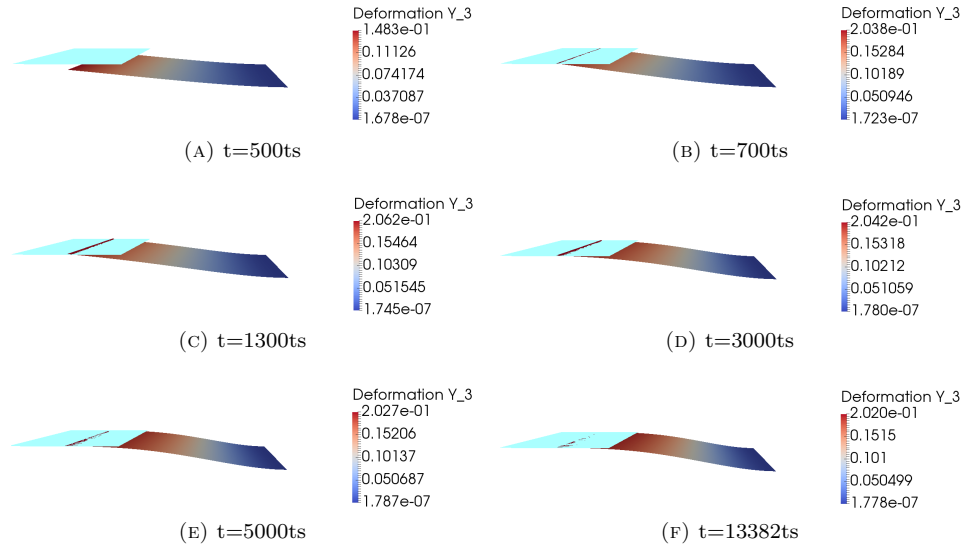 Deformation Y_3
1.483e-01
0.11126
0.074174
0.037087
1.678e-07
(A) t=500ts
Deformation Y_3
2.038e-01
0.15284
0.10189
0.050946
1.723e-07
(B) t=700ts
Deformation Y_3
2.062e-01
0.15464
0.10309
0.051545
1.745e-07
(C) t=1300ts
Deformation Y_3
2.042e-01
0.15318
0.10212
0.051059
1.780e-07
(D) t=3000ts
Deformation Y_3
2.027e-01
0.15206
0.10137
0.050687
1.787e-07
(E) t=5000ts
Deformation Y_3
2.020e-01
0.1515
0.101
0.050499
1.778e-07
(F) t=13382ts